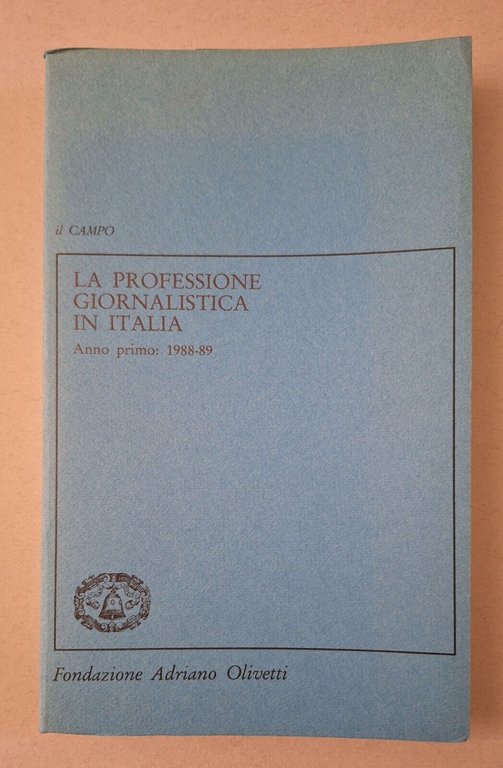 il CAMPO
LA PROFESSIONE
GIORNALISTICA
IN ITALIA
Anno primo: 1988-89
Fondazione Adriano Olivetti